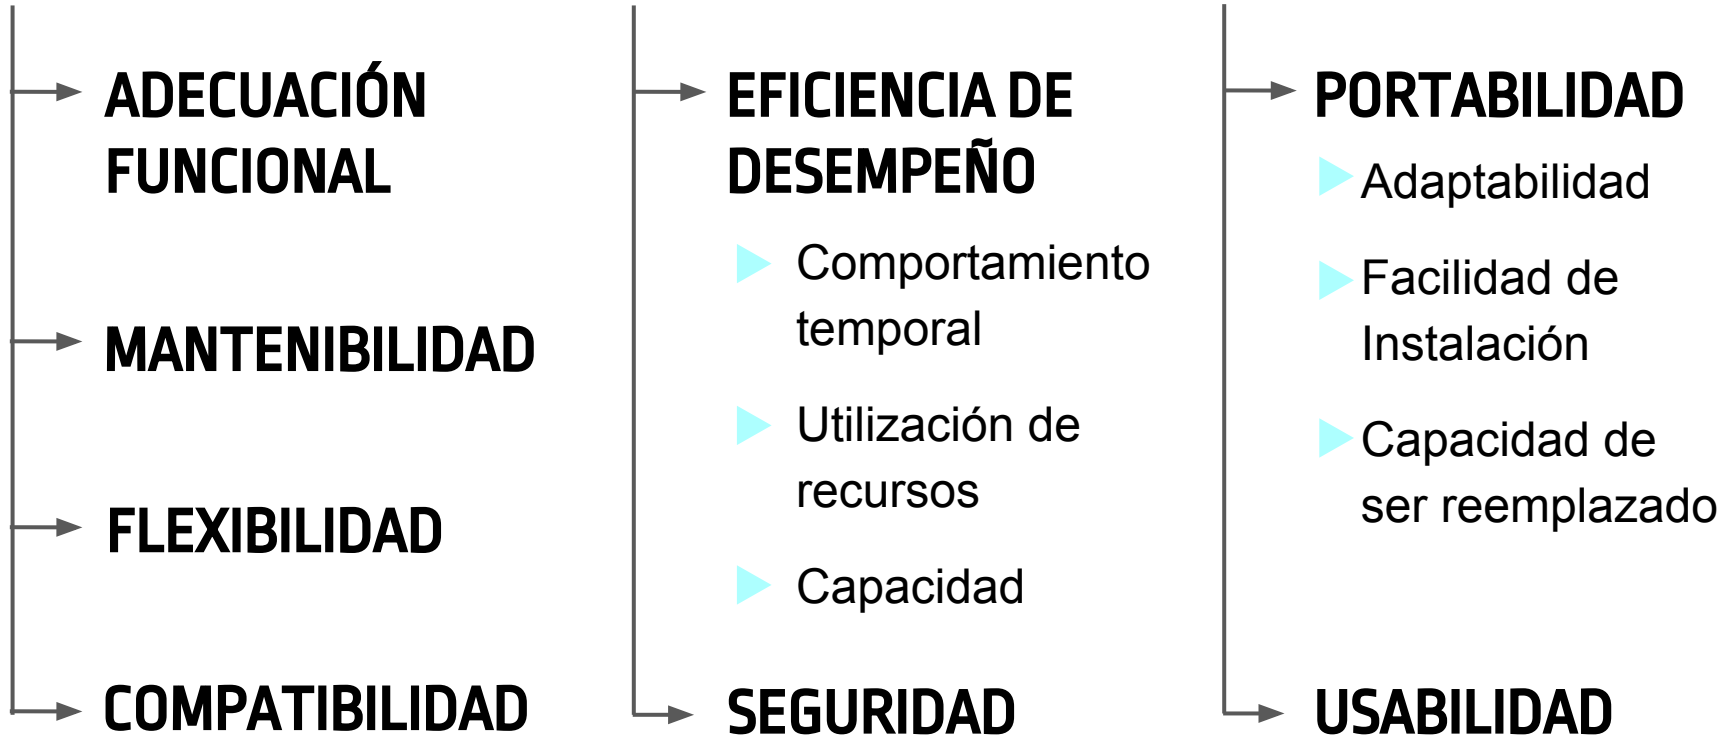 ADECUACIÓN
FUNCIONAL
MANTENIBILIDAD
FLEXIBILIDAD
COMPATIBILIDAD
EFICIENCIA DE
DESEMPEÑO
Comportamiento
temporal
Utilización de
recursos
Capacidad
SEGURIDAD
PORTABILIDAD
Adaptabilidad
Facilidad de
Instalación
Capacidad de
ser reemplazado
USABILIDAD